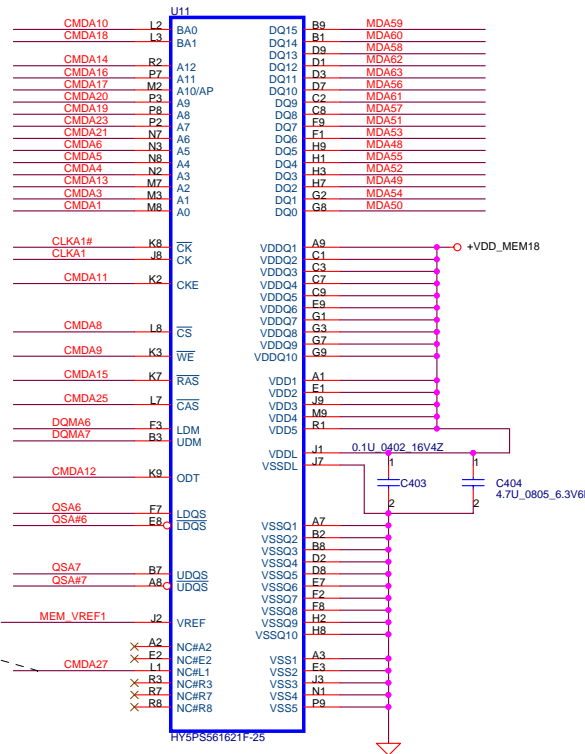 U11
CMDA10 L2 BA0 DQ15 B9 MDA59
CMDA18 L3 BA1 DQ14 B1 MDA60
DQ13 D9 MDA58
CMDA14 R2 A12 DQ12 D1 MDA62
CMDA16 P7 A11 DQ11 D3 MDA63
CMDA17 M2 A10/AP DQ10 D7 MDA56
CMDA20 P3 A9 DQ9 C2 MDA61
CMDA19 P8 A8 DQ8 C8 MDA57
CMDA23 P2 A7 DQ7 F9 MDA51
CMDA21 N7 A6 DQ6 F1 MDA53
CMDA6 N3 A5 DQ5 H9 MDA48
CMDA5 N8 A4 DQ4 H1 MDA55
CMDA4 N2 A3 DQ3 H3 MDA52
CMDA13 M7 A2 DQ2 H7 MDA49
CMDA3 M3 A1 DQ1 G2 MDA54
CMDA1 M8 A0 DQ0 G8 MDA50
CLKA1# K8 CK VDDQ1 A9 +VDD_MEM18
CLKA1 J8 CK VDDQ2 C1
VDDQ3 C3
CMDA11 K2 CKE VDDQ4 C7
VDDQ5 C9
VDDQ6 E9
VDDQ7 G1
CMDA8 L8 CS VDDQ8 G3
VDDQ9 G7
CMDA9 K3 WE VDDQ10 G9
CMDA15 K7 RAS VDD1 A1
VDD2 E1
CMDA25 L7 CAS VDD3 J9
VDD4 M9
DQMA6 F3 LDM VDD5 R1
DQMA7 B3 UDM
VDDL J1 0.1U_0402_16V4Z
VSSDL J7
CMDA12 K9 ODT
1 1
C403 C404
4.7U_0805_6.3V6
2 2
QSA6 F7 LDQS
QSA#6 E8 LDQS
VSSQ1 A7
VSSQ2 B2
VSSQ3 B8
VSSQ4 D2
QSA7 B7 UDQS VSSQ5 D8
QSA#7 A8 UDQS VSSQ6 E7
VSSQ7 F2
VSSQ8 F8
MEM_VREF1 J2 VREF VSSQ9 H2
VSSQ10 H8
A2 NC#A2
E2 NC#E2 VSS1 A3
CMDA27 L1 NC#L1 VSS2 E3
R3 NC#R3 VSS3 J3
R7 NC#R7 VSS4 N1
R8 NC#R8 VSS5 P9
HY5PS561621F-25